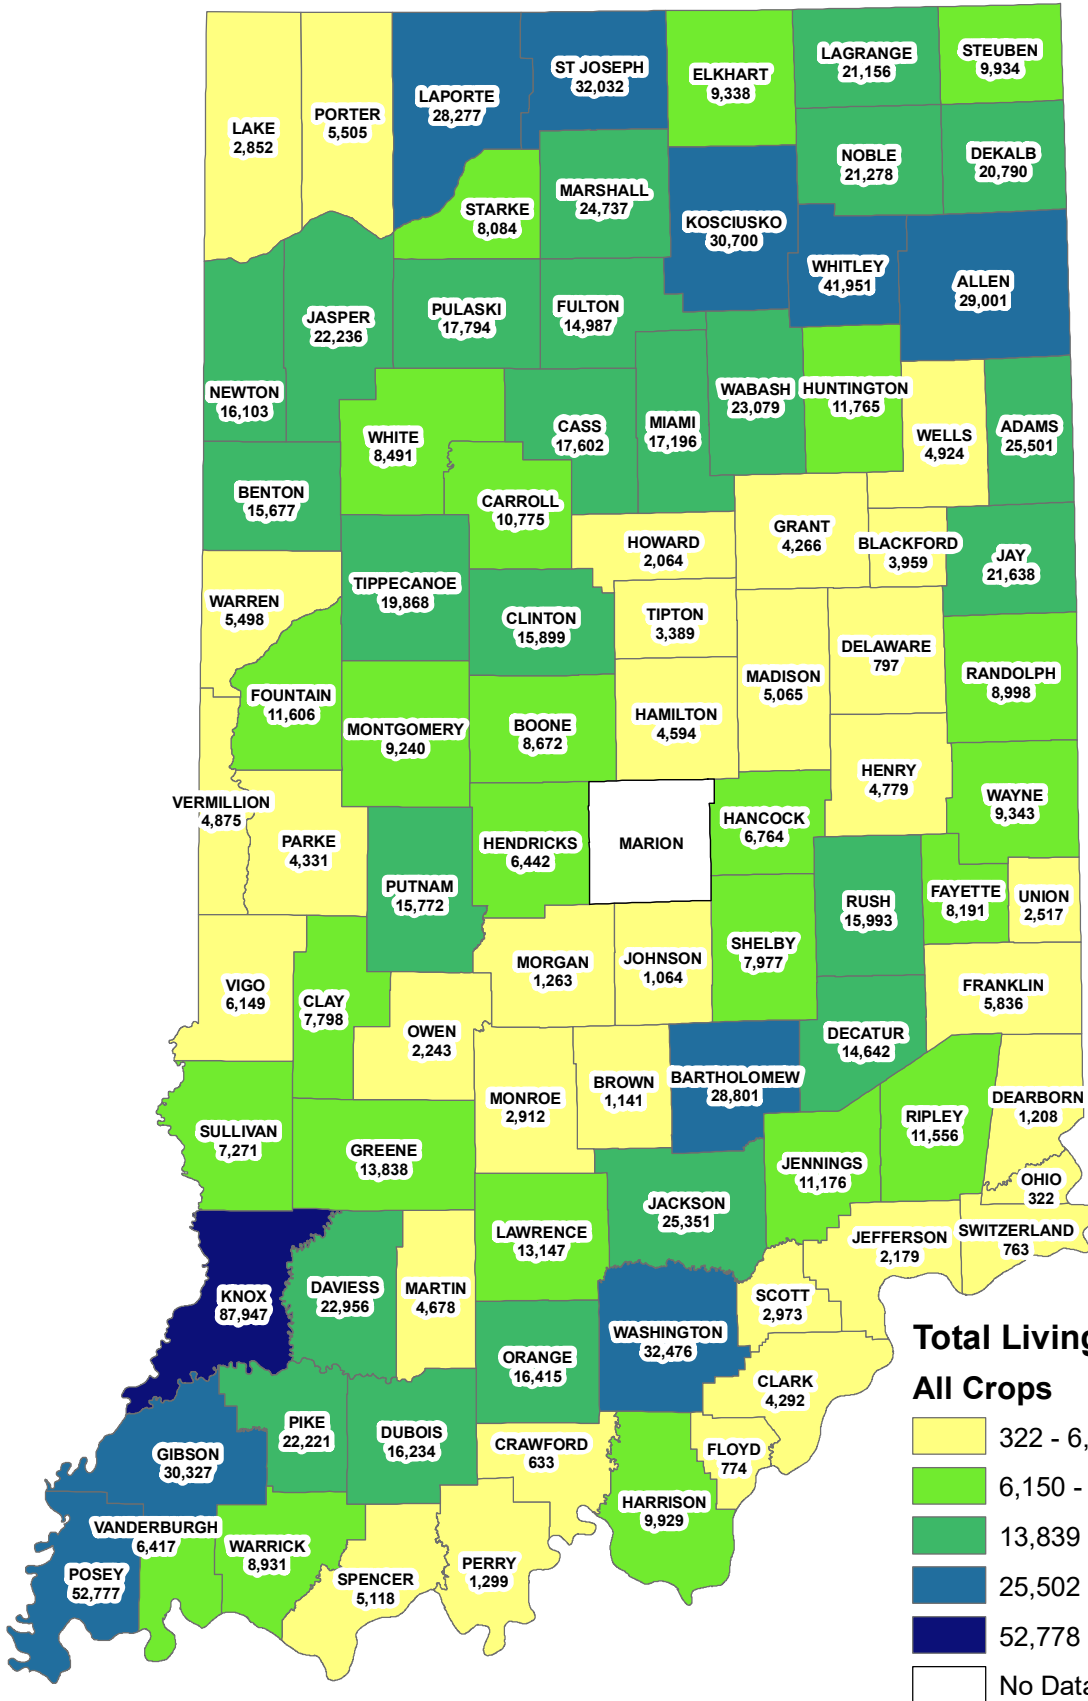 LAKE
2,852
PORTER
5,505
LAPORTE
28,277
ST JOSEPH
32,032
ELKHART
9,338
LAGRANGE
21,156
STEUBEN
9,934
NOBLE
21,278
DEKALB
20,790
STARKE
8,084
MARSHALL
24,737
KOSCIUSKO
30,700
WHITLEY
41,951
ALLEN
29,001
NEWTON
16,103
JASPER
22,236
PULASKI
17,794
FULTON
14,987
WABASH
23,079
HUNTINGTON
11,765
WELLS
4,924
ADAMS
25,501
WHITE
8,491
CASS
17,602
MIAMI
17,196
BENTON
15,677
CARROLL
10,775
HOWARD
2,064
GRANT
4,266
BLACKFORD
3,959
JAY
21,638
WARREN
5,498
TIPPECANOE
19,868
CLINTON
15,899
TIPTON
3,389
MADISON
5,065
DELAWARE
797
RANDOLPH
8,998
FOUNTAIN
11,606
MONTGOMERY
9,240
BOONE
8,672
HAMILTON
4,594
HENRY
4,779
WAYNE
9,343
VERMILLION
4,875
PARKE
4,331
PUTNAM
15,772
HENDRICKS
6,442
MARION
HANCOCK
6,764
RUSH
15,993
FAYETTE
8,191
UNION
2,517
VIGO
6,149
CLAY
7,798
MORGAN
1,263
JOHNSON
1,064
SHELBY
7,977
FRANKLIN
5,836
OWEN
2,243
MONROE
2,912
BROWN
1,141
BARTHOLOMEW
28,801
DECATUR
14,642
SULLIVAN
7,271
GREENE
13,838
JENNINGS
11,176
RIPLEY
11,556
DEARBORN
1,208
OHIO
322
KNOX
87,947
DAVIESS
22,956
MARTIN
4,678
LAWRENCE
13,147
JACKSON
25,351
JEFFERSON
2,179
SWITZERLAND
763
SCOTT
2,973
ORANGE
16,415
WASHINGTON
32,476
CLARK
4,292
GIBSON
30,327
PIKE
22,221
DUBOIS
16,234
CRAWFORD
633
FLOYD
774
HARRISON
9,929
POSEY
52,777
VANDERBURGH
6,417
WARRICK
8,931
SPENCER
5,118
PERRY
1,299
Total Living
All Crops
322 - 6,
6,150 -
13,839
25,502
52,778
No Data